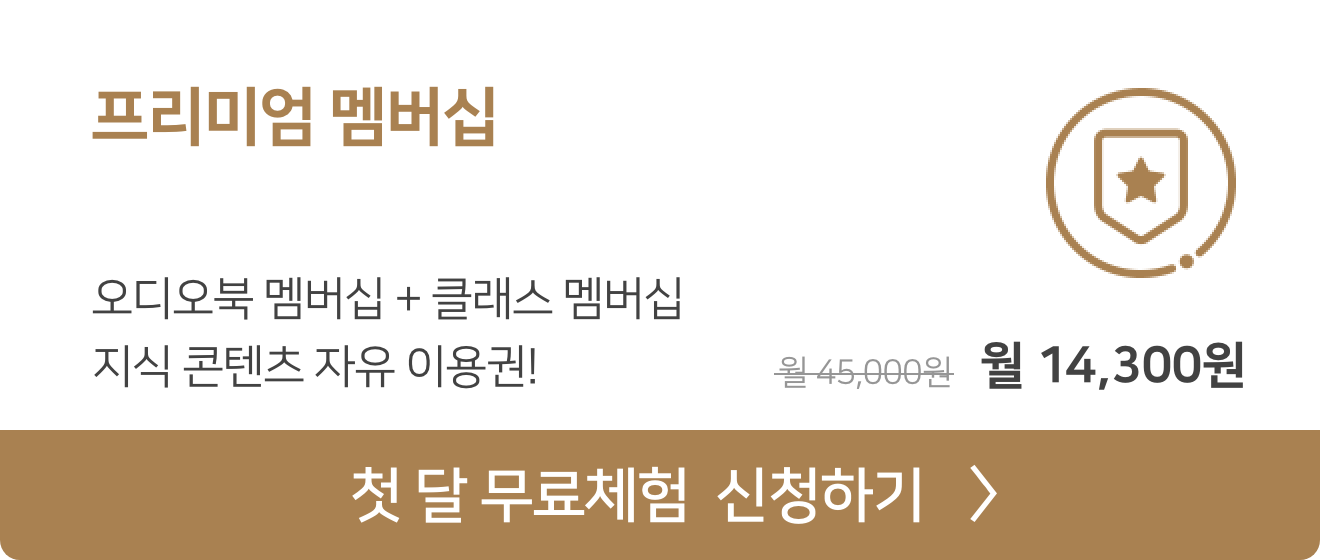 프리미엄 멤버십
오디오북 멤버십 + 클래스 멤버십
지식 콘텐츠 자유 이용권!
월 45,000원 월 14,300원
첫 달 무료체험 신청하기 〉